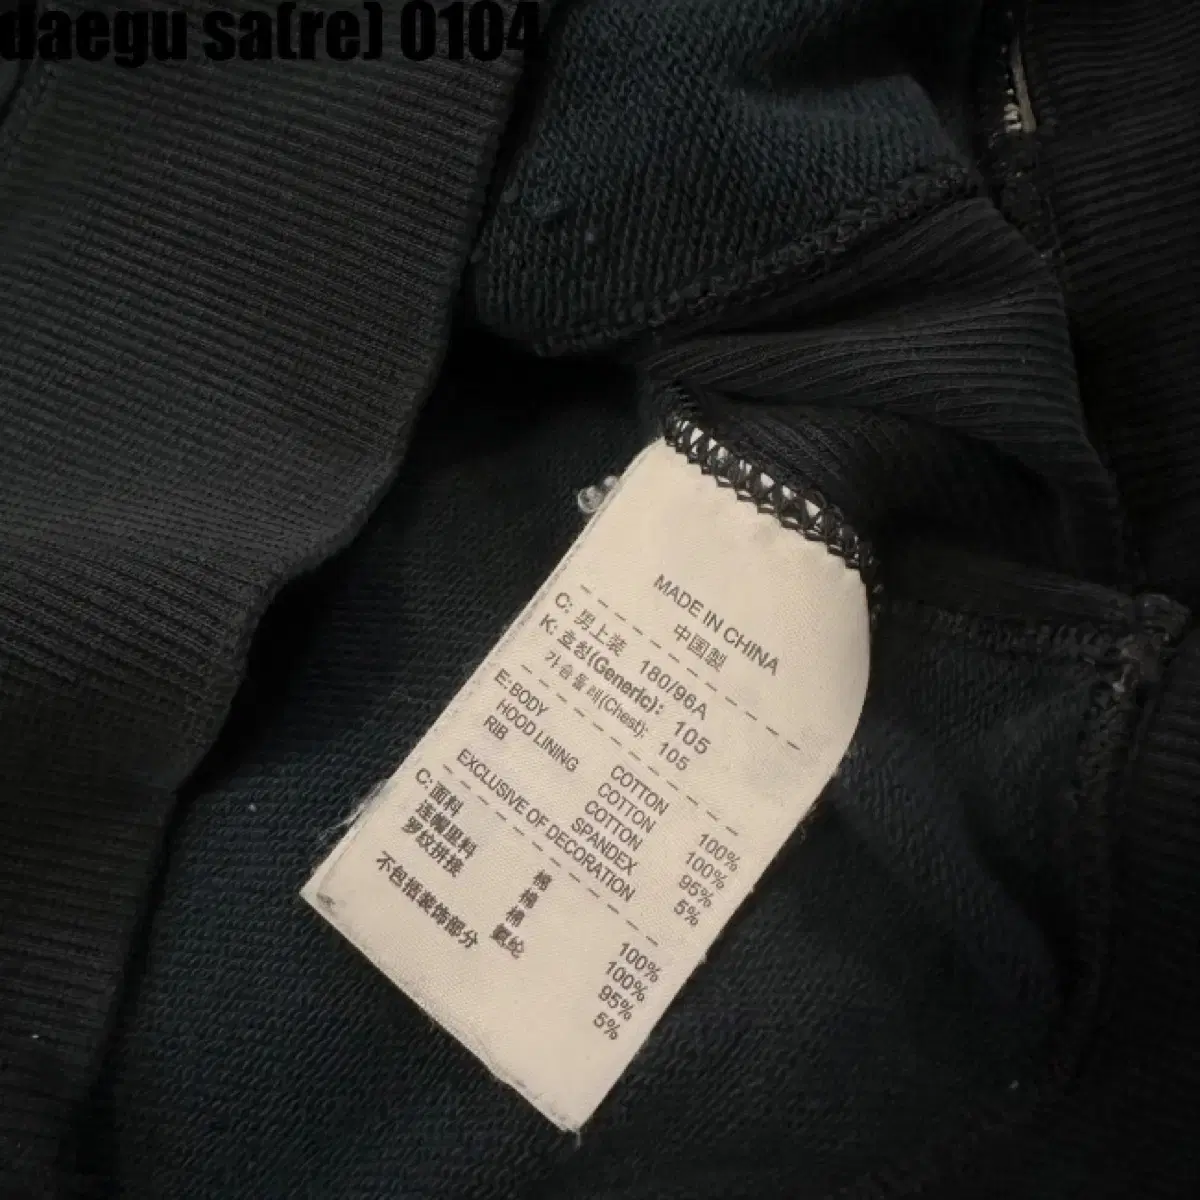 daegu sa(re) 0104
MADE IN CHINA
中国製
C: 男上装 180/96A
K: 호칭(Generic): 105
가슴둘레(Chest): 105
E: BODY COTTON 100%
HOOD LINING COTTON 100%
RIB COTTON 95%
SPANDEX 5%
EXCLUSIVE OF DECORATION
C: 面料 棉 100%
连帽里料 棉 100%
罗纹拼接 棉 95%
氨纶 5%
不包括装饰部分